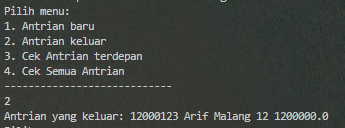 Pilih menu:
1. Antrian baru
2. Antrian keluar
3. Cek Antrian terdepan
4. Cek Semua Antrian
----------------------------
2
Antrian yang keluar: 12000123 Arif Malang 12 1200000.0